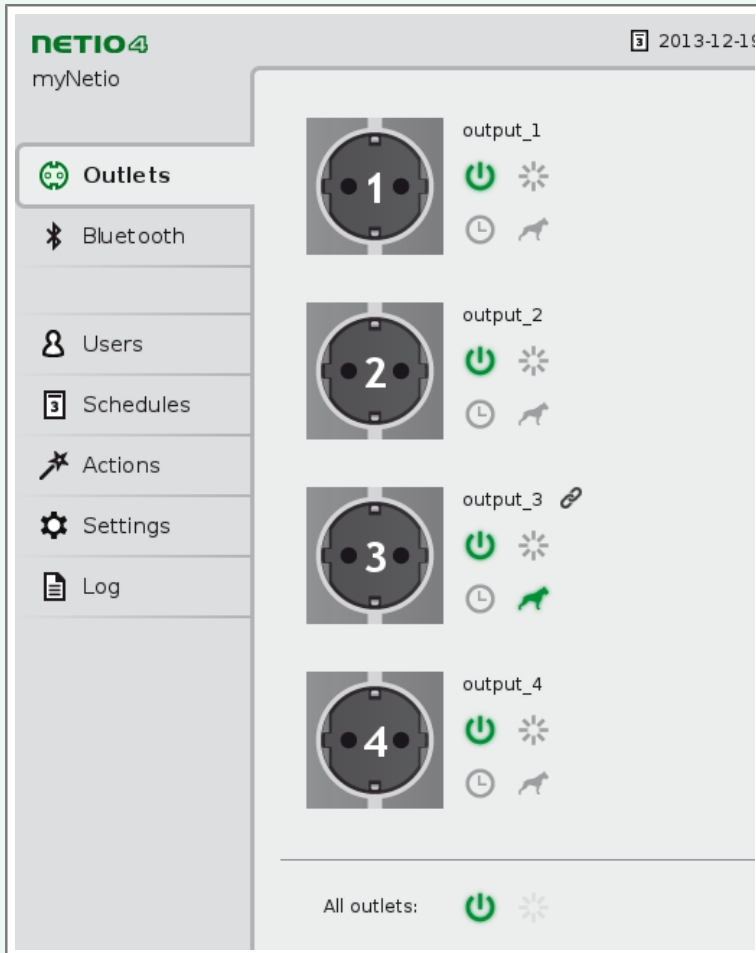 NETIO4
myNetio
2013-12-19
Outlets
Bluetooth
Users
Schedules
Actions
Settings
Log
1
output_1
2
output_2
3
output_3
4
output_4
All outlets: